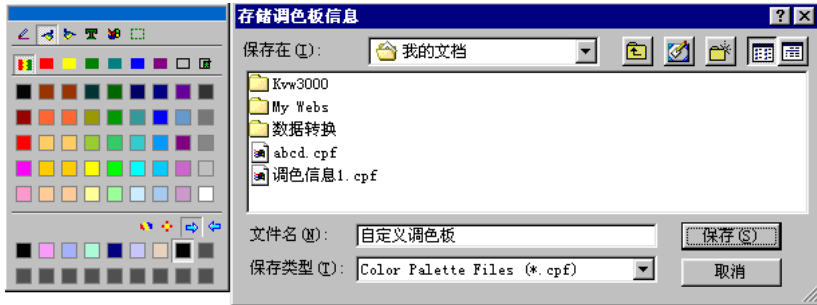 存储调色板信息
保存在(I): 我的文档
Kvw3000
My Webs
数据转换
abcd.cpf
调色信息1.cpf
文件名(N): 自定义调色板 保存(S)
保存类型(T): Color Palette Files (*.cpf) 取消